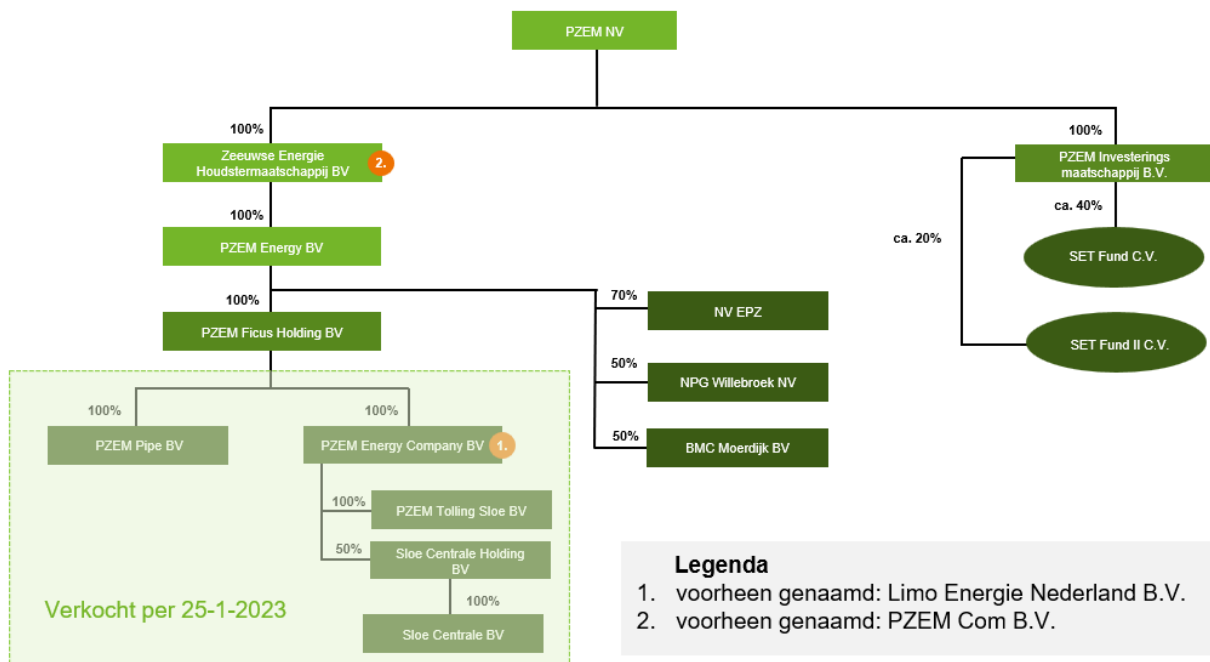 PZEM NV
100%
100%
Zeeuwse Energie
Houdstermaatschappij BV
2.
PZEM Investerings
maatschappij B.V.
100%
ca. 40%
ca. 20%
PZEM Energy BV
SET Fund C.V.
100%
70%
PZEM Ficus Holding BV
NV EPZ
SET Fund II C.V.
50%
NPG Willebroek NV
100%
100%
50%
PZEM Pipe BV
PZEM Energy Company BV
1.
BMC Moerdijk BV
100%
PZEM Tolling Sloe BV
50%
Sloe Centrale Holding
BV
100%
Verkocht per 25-1-2023
Sloe Centrale BV
Legenda
1. voorheen genaamd: Limo Energie Nederland B.V.
2. voorheen genaamd: PZEM Com B.V.